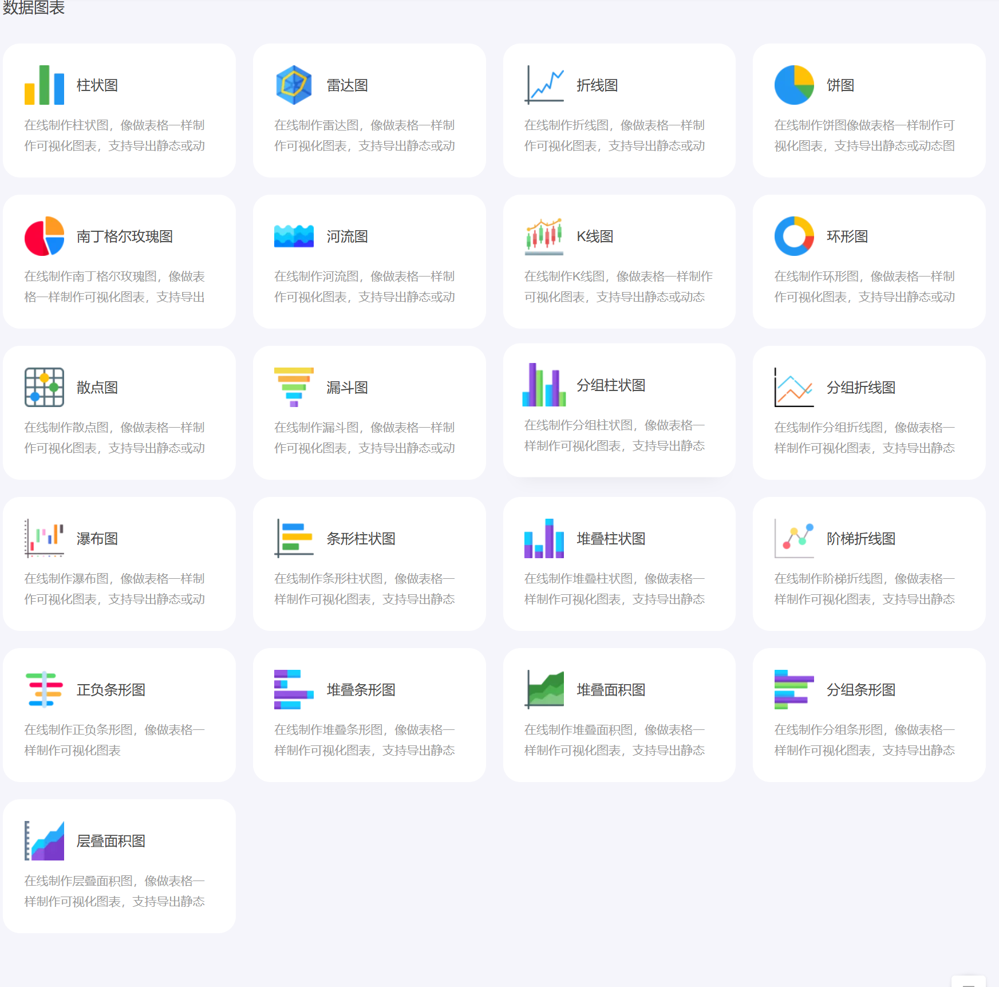 数据图表
柱状图
在线制作柱状图，像做表格一样制
作可视化图表，支持导出静态或动
雷达图
在线制作雷达图，像做表格一样制
作可视化图表，支持导出静态或动
折线图
在线制作折线图，像做表格一样制
作可视化图表，支持导出静态或动
饼图
在线制作饼图像做表格一样制作可
视化图表，支持导出静态或动态图
南丁格尔玫瑰图
在线制作南丁格尔玫瑰图，像做表
格一样制作可视化图表，支持导出
河流图
在线制作河流图，像做表格一样制
作可视化图表，支持导出静态或动
K线图
在线制作K线图，像做表格一样制作
可视化图表，支持导出静态或动态
环形图
在线制作环形图，像做表格一样制
作可视化图表，支持导出静态或动
散点图
在线制作散点图，像做表格一样制
作可视化图表，支持导出静态或动
漏斗图
在线制作漏斗图，像做表格一样制
作可视化图表，支持导出静态或动
分组柱状图
在线制作分组柱状图，像做表格一
样制作可视化图表，支持导出静态
分组折线图
在线制作分组折线图，像做表格一
样制作可视化图表，支持导出静态
瀑布图
在线制作瀑布图，像做表格一样制
作可视化图表，支持导出静态或动
条形柱状图
在线制作条形柱状图，像做表格一
样制作可视化图表，支持导出静态
堆叠柱状图
在线制作堆叠柱状图，像做表格一
样制作可视化图表，支持导出静态
阶梯折线图
在线制作阶梯折线图，像做表格一
样制作可视化图表，支持导出静态
正负条形图
在线制作正负条形图，像做表格一
样制作可视化图表
堆叠条形图
在线制作堆叠条形图，像做表格一
样制作可视化图表，支持导出静态
堆叠面积图
在线制作堆叠面积图，像做表格一
样制作可视化图表，支持导出静态
分组条形图
在线制作分组条形图，像做表格一
样制作可视化图表，支持导出静态
层叠面积图
在线制作层叠面积图，像做表格一
样制作可视化图表，支持导出静态